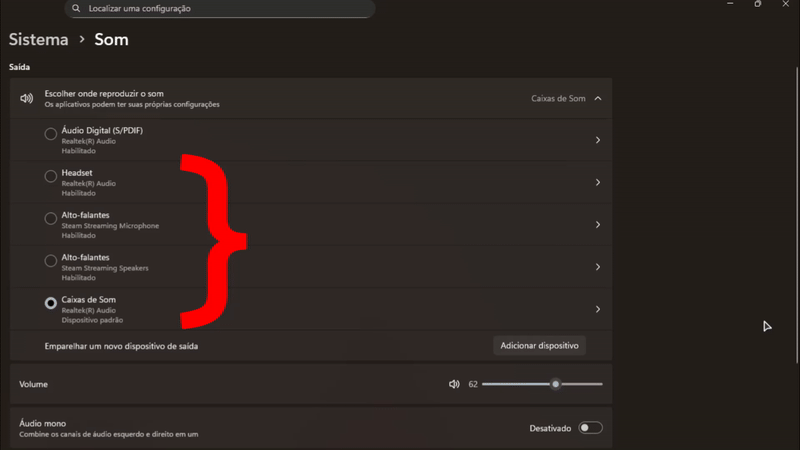 Localizar uma configuração
Sistema > Som
Saída
Escolher onde reproduzir o som
Os aplicativos podem ter suas próprias configurações
Caixas de Som
Áudio Digital (S/PDIF)
Realtek(R) Audio
Habilitado
Headset
Realtek(R) Audio
Habilitado
Alto-falantes
Steam Streaming Microphone
Habilitado
Alto-falantes
Steam Streaming Speakers
Habilitado
Caixas de Som
Realtek(R) Audio
Dispositivo padrão
Emparelhar um novo dispositivo de saída
Adicionar dispositivo
Volume
62
Áudio mono
Combine os canais de áudio esquerdo e direito em um
Desativado